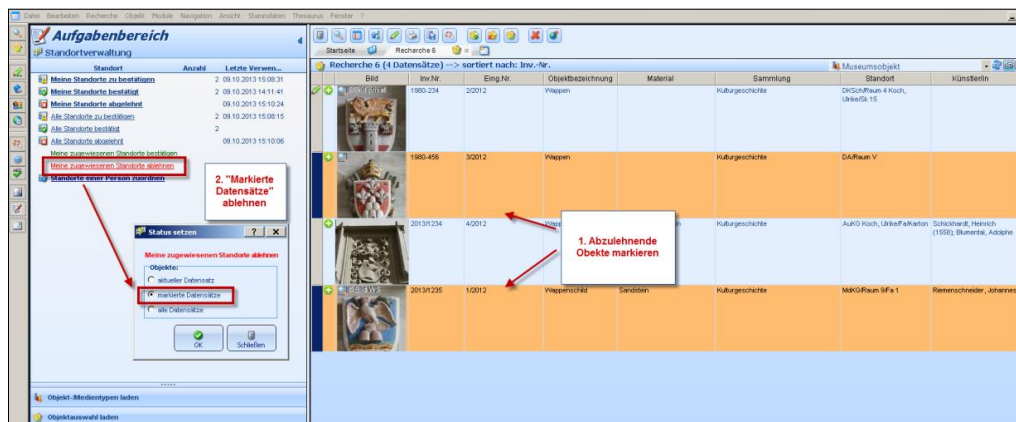 Datei Bearbeiten Recherche Objekt Module Navigation Ansicht Stammdaten Thesaurus Fenster ?
Aufgabenbereich
Standortverwaltung
Standort Anzahl Letzte Verwen...
Meine Standorte zu bestätigen 2 09.10.2013 15:08:31
Meine Standorte bestätigt 2 09.10.2013 14:11:41
Meine Standorte abgelehnt 09.10.2013 15:10:24
Alle Standorte zu bestätigen 2 09.10.2013 15:08:15
Alle Standorte bestätigt 2
Alle Standorte abgelehnt 09.10.2013 15:10:06
Meine zugewiesenen Standorte bestätigen
Meine zugewiesenen Standorte ablehnen
Standorte einer Person zuordnen
2. "Markierte
Datensätze"
ablehnen
Status setzen ? X
Meine zugewiesenen Standorte ablehnen
Objekte:
aktueller Datensatz
markierte Datensätze
alle Datensätze
OK Schließen
Objekt-/Medientypen laden
Objektauswahl laden
Startseite Recherche 6
Recherche 6 (4 Datensätze) --> sortiert nach: Inv.-Nr. Museumsobjekt
Bild Inv.Nr. Eing.Nr. Objektbezeichnung Material Sammlung Standort KünstlerIn
©Bild privat 1980-234 2/2012 Wappen Kulturgeschichte DKSch/Raum 4 Koch,
Ulrike/Sk 15
1980-456 3/2012 Wappen Kulturgeschichte DA/Raum V
2013/1234 4/2012 Kulturgeschichte AuKG Koch, Ulrike/Fa/Karton Schickhardt, Heinrich
(1558); Blumental, Adolphe
1. Abzulehnende
Obekte markieren
2013/1235 1/2012 Wappenschild Sandstein Kulturgeschichte MdKG/Raum 9/Fa 1 Riemenschneider, Johannes